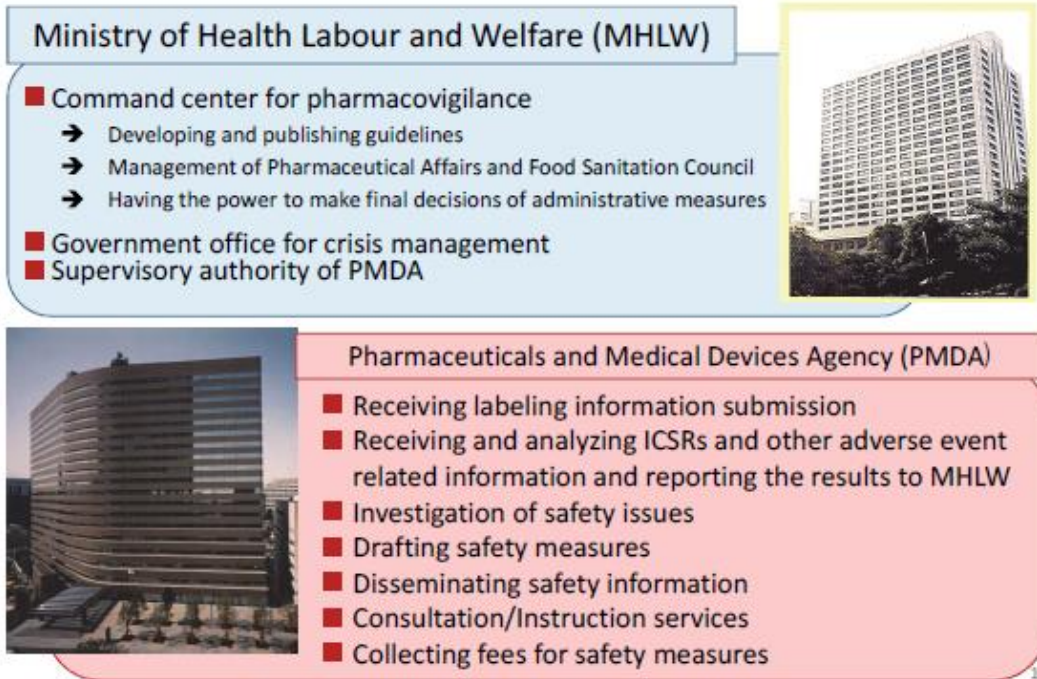 Ministry of Health Labour and Welfare (MHLW)
Command center for pharmacovigilance
Developing and publishing guidelines
Management of Pharmaceutical Affairs and Food Sanitation Council
Having the power to make final decisions of administrative measures
Government office for crisis management
Supervisory authority of PMDA
Pharmaceuticals and Medical Devices Agency (PMDA)
Receiving labeling information submission
Receiving and analyzing ICSRs and other adverse event
related information and reporting the results to MHLW
Investigation of safety issues
Drafting safety measures
Disseminating safety information
Consultation/Instruction services
Collecting fees for safety measures